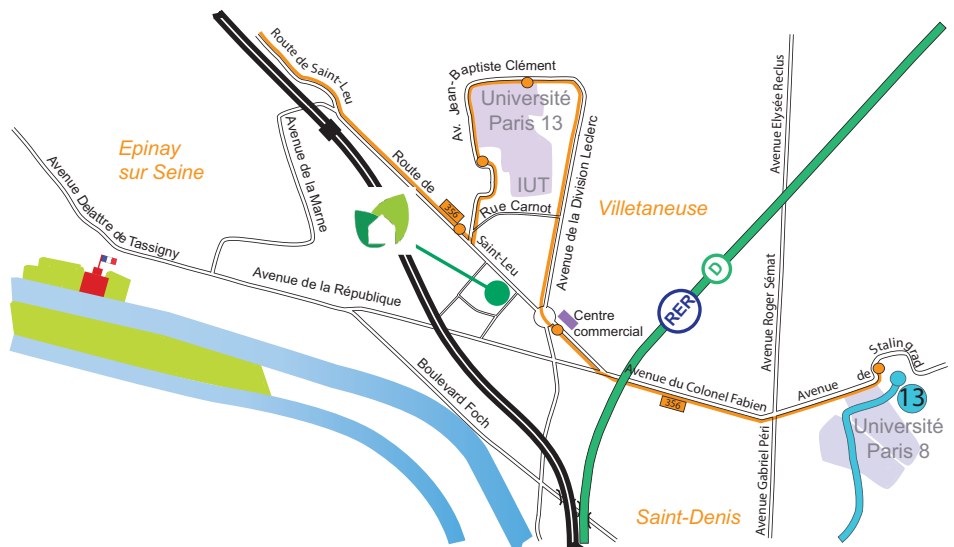 Route de Saint-Leu
Av. Jean-Baptiste Clément
Université
Paris 13
IUT
Avenue Elysée Reclus
Epinay
sur Seine
Avenue de la Marne
Route de
356
Rue Carnot
Avenue de la Division Leclerc
Villetaneuse
Avenue Delattre de Tassigny
Saint-Leu
D
RER
Avenue de la République
Centre
commercial
Avenue Roger Sémat
Boulevard Foch
Avenue du Colonel Fabien
356
Avenue de Stalingrad
13
Université
Paris 8
Avenue Gabriel Péri
Saint-Denis